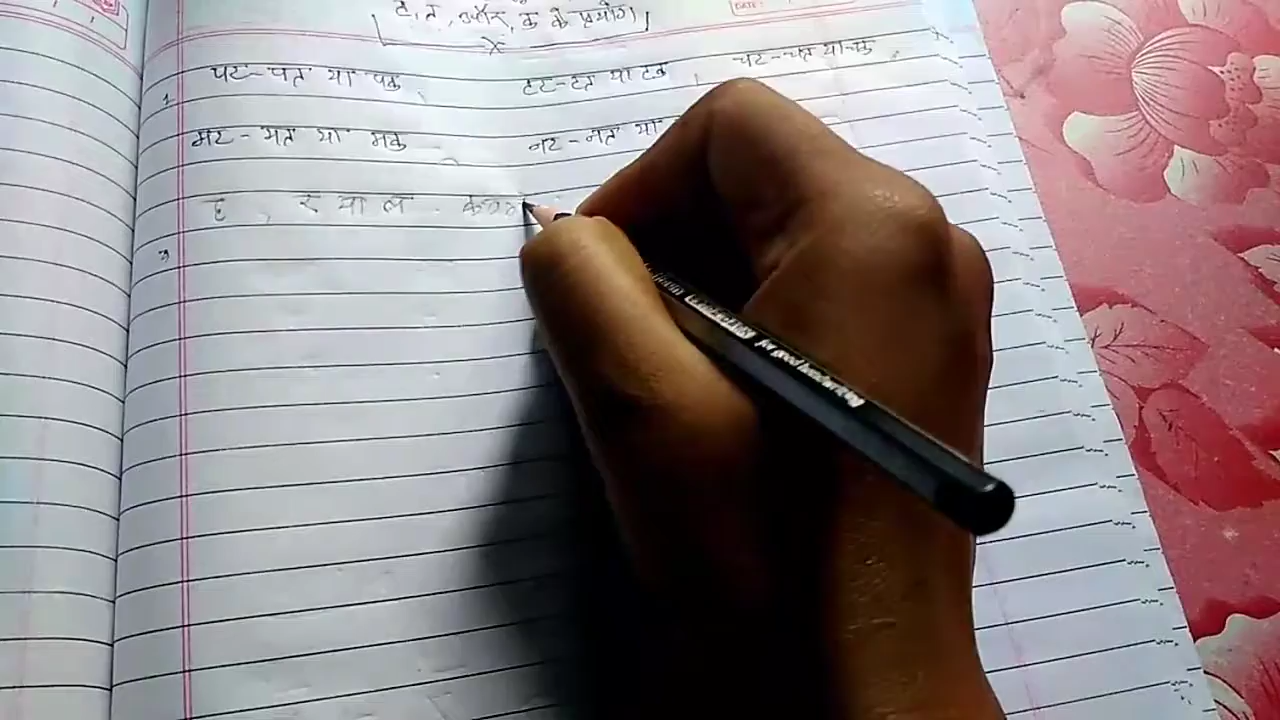 ट, त, और, क के प्रयोग।
पट-पत या पक टट-टत या टक चट-चत या चक
मट-मत या मक नट-नत या
ह, र या ल